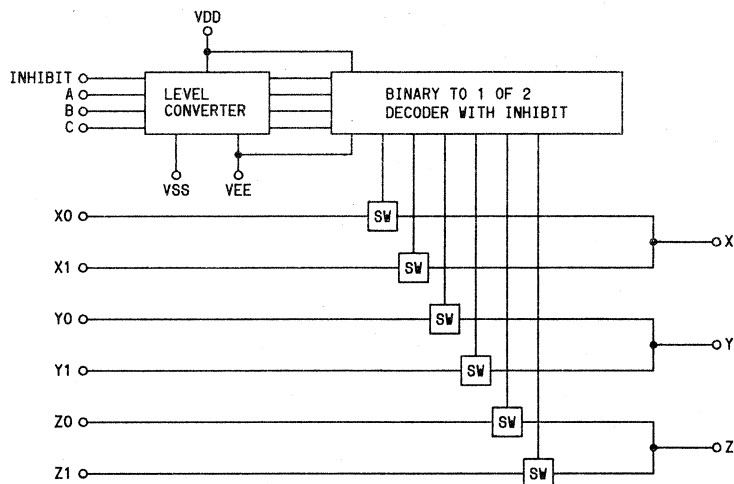 VDD
INHIBIT
A
B
C
LEVEL
CONVERTER
BINARY TO 1 OF 2
DECODER WITH INHIBIT
VSS
VEE
X0
SW
X
X1
SW
Y0
SW
Y
Y1
SW
Z0
SW
Z
Z1
SW